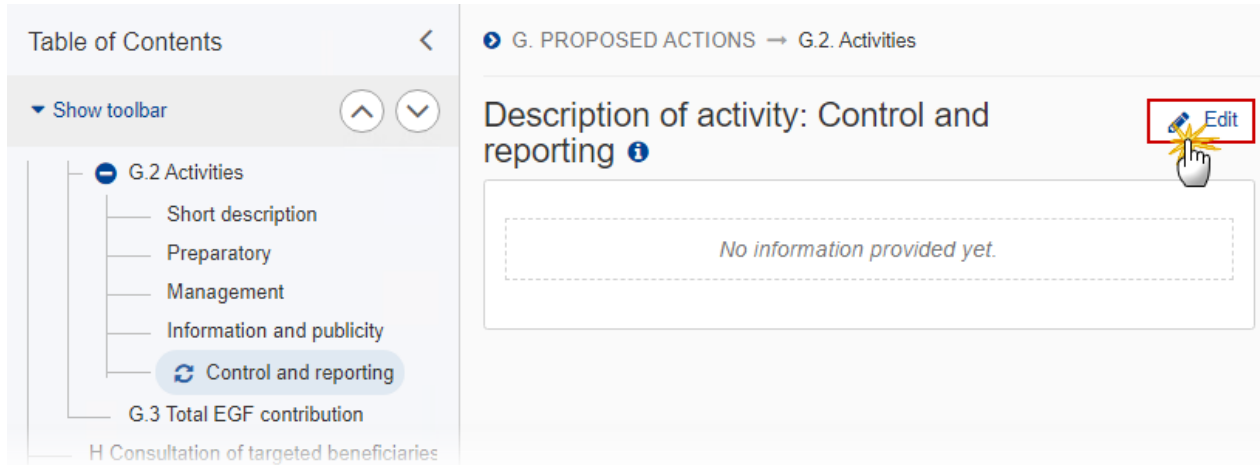 Table of Contents
Show toolbar
G.2 Activities
Short description
Preparatory
Management
Information and publicity
Control and reporting
G.3 Total EGF contribution
H Consultation of targeted beneficiaries
G. PROPOSED ACTIONS → G.2. Activities
Description of activity: Control and
reporting
Edit
No information provided yet.